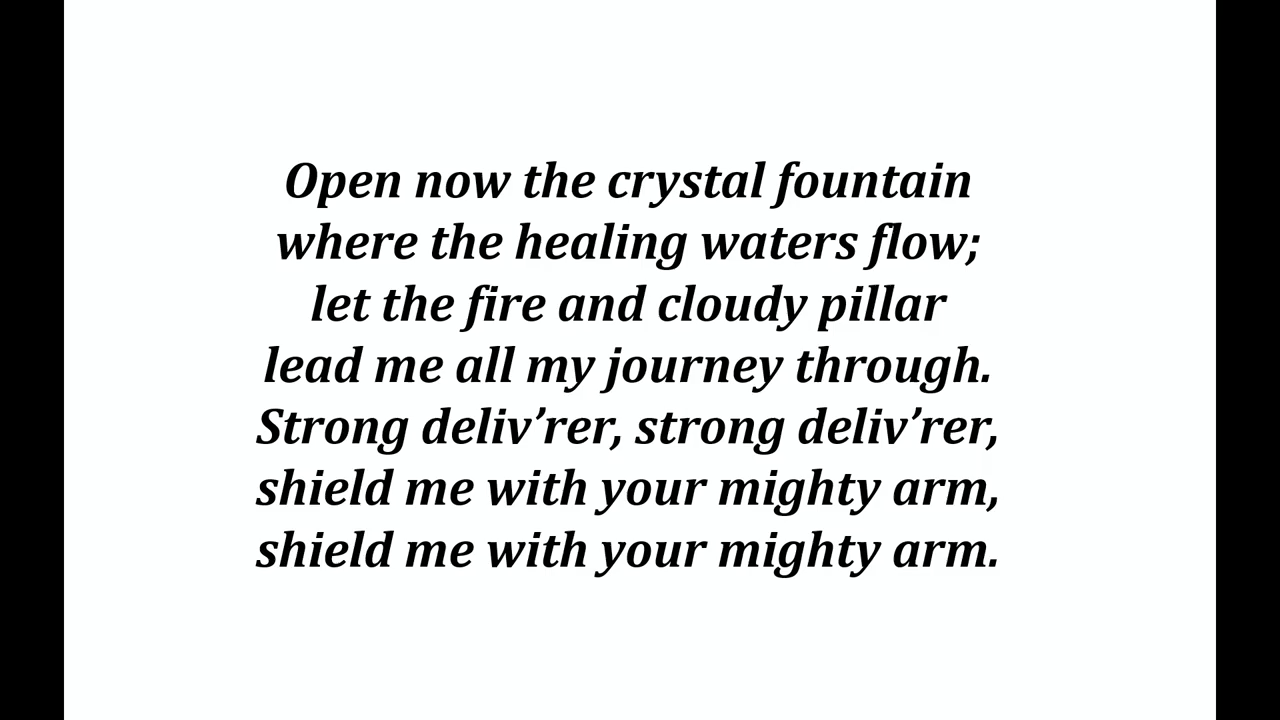 Open now the crystal fountain
where the healing waters flow;
let the fire and cloudy pillar
lead me all my journey through.
Strong deliv’rer, strong deliv’rer,
shield me with your mighty arm,
shield me with your mighty arm.